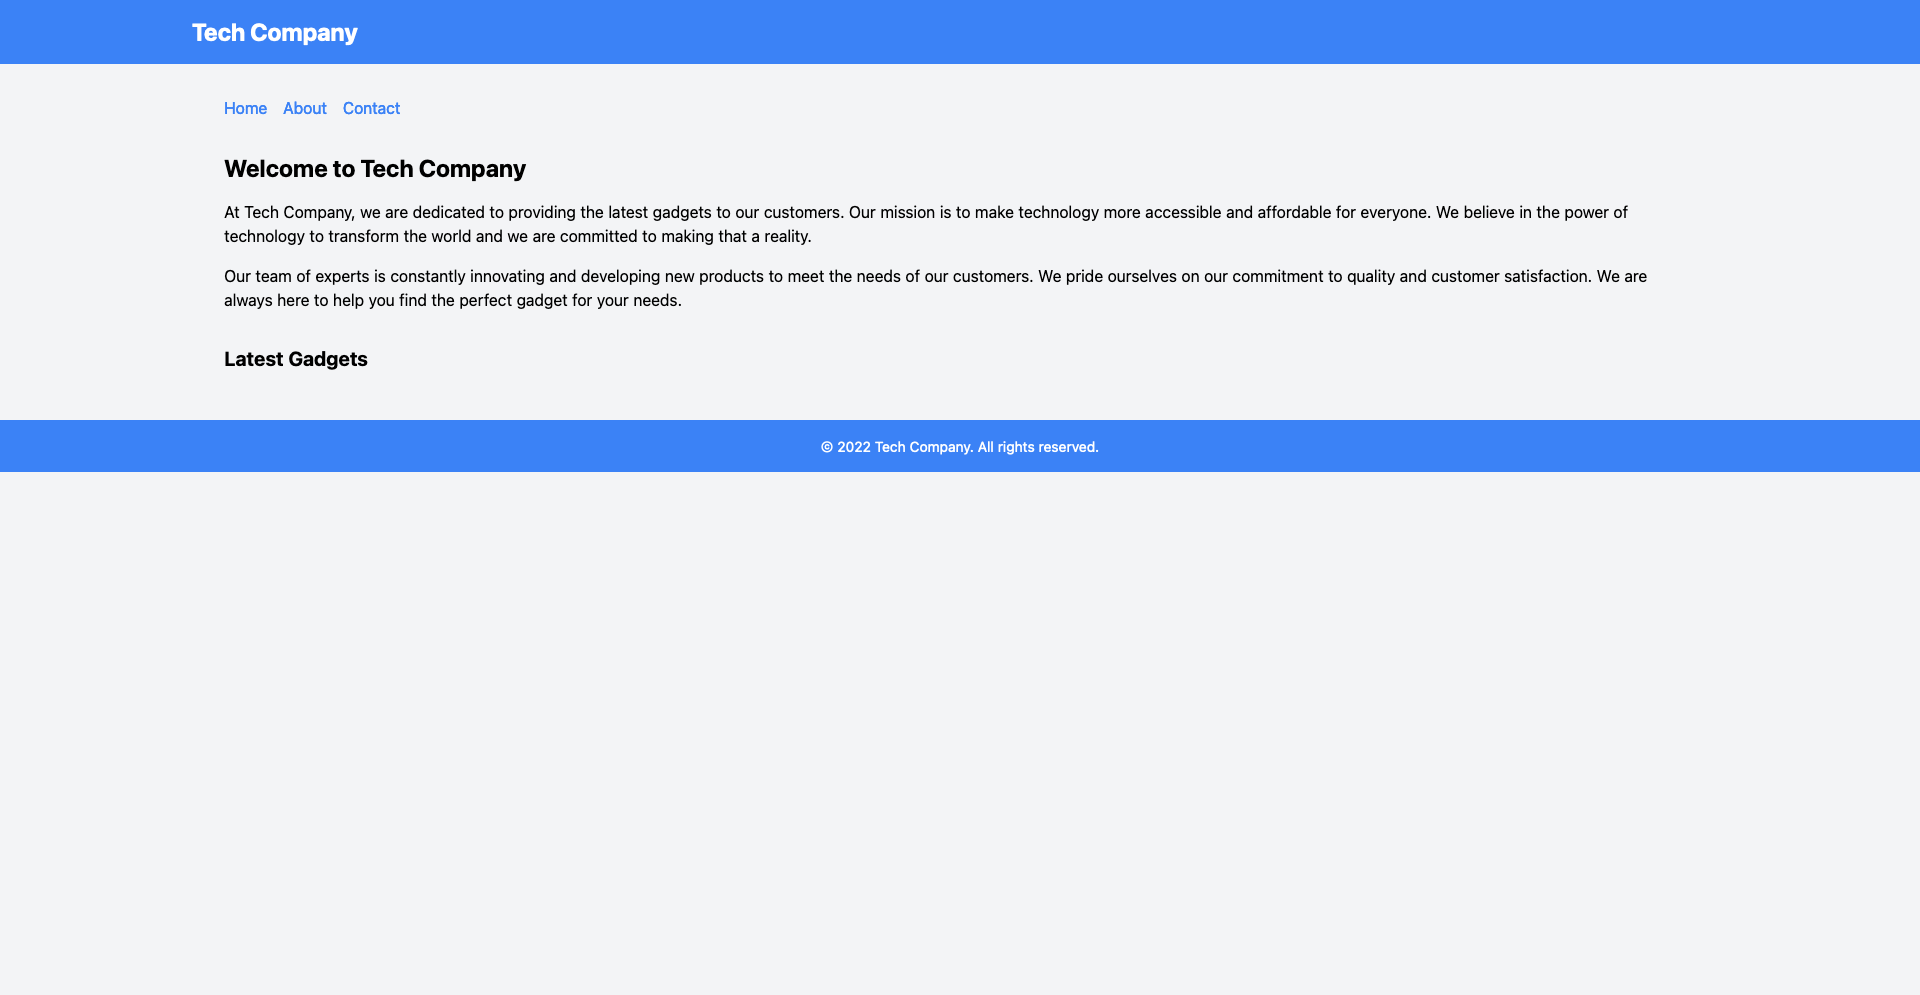 Tech Company
Home About Contact
Welcome to Tech Company
At Tech Company, we are dedicated to providing the latest gadgets to our customers. Our mission is to make technology more accessible and affordable for everyone. We believe in the power of
technology to transform the world and we are committed to making that a reality.
Our team of experts is constantly innovating and developing new products to meet the needs of our customers. We pride ourselves on our commitment to quality and customer satisfaction. We are
always here to help you find the perfect gadget for your needs.
Latest Gadgets
© 2022 Tech Company. All rights reserved.